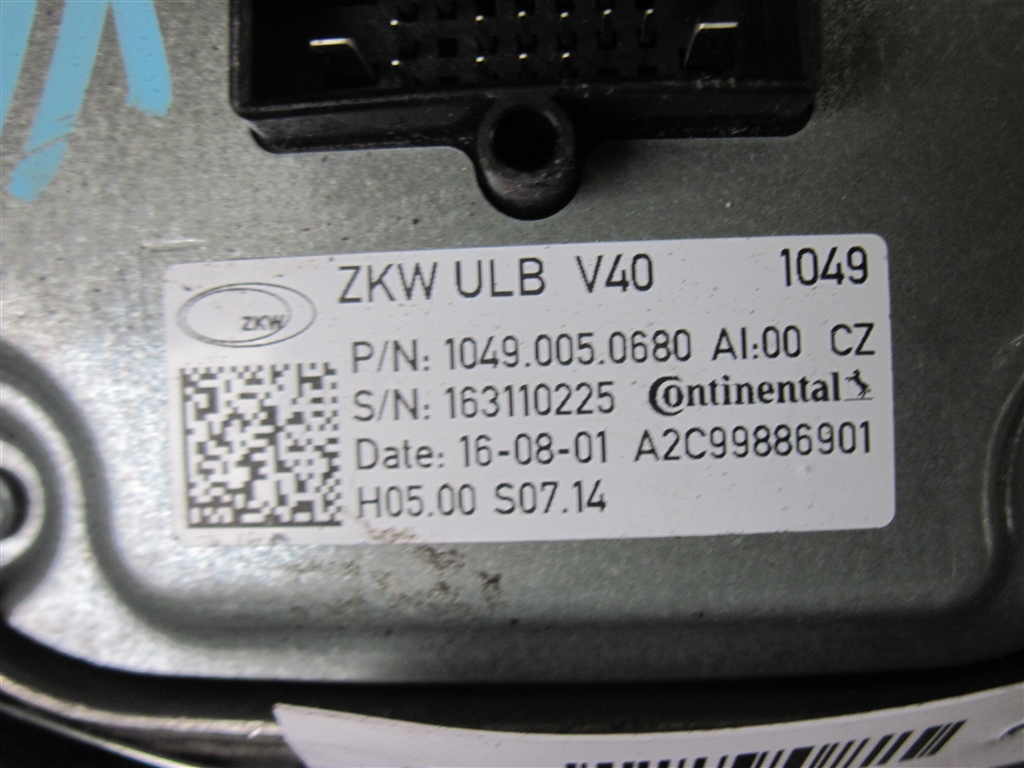 ZKW ULB V40 1049
ZKW
P/N: 1049.005.0680 AI:00 CZ
S/N: 163110225 Continental
Date: 16-08-01 A2C99886901
H05.00 S07.14